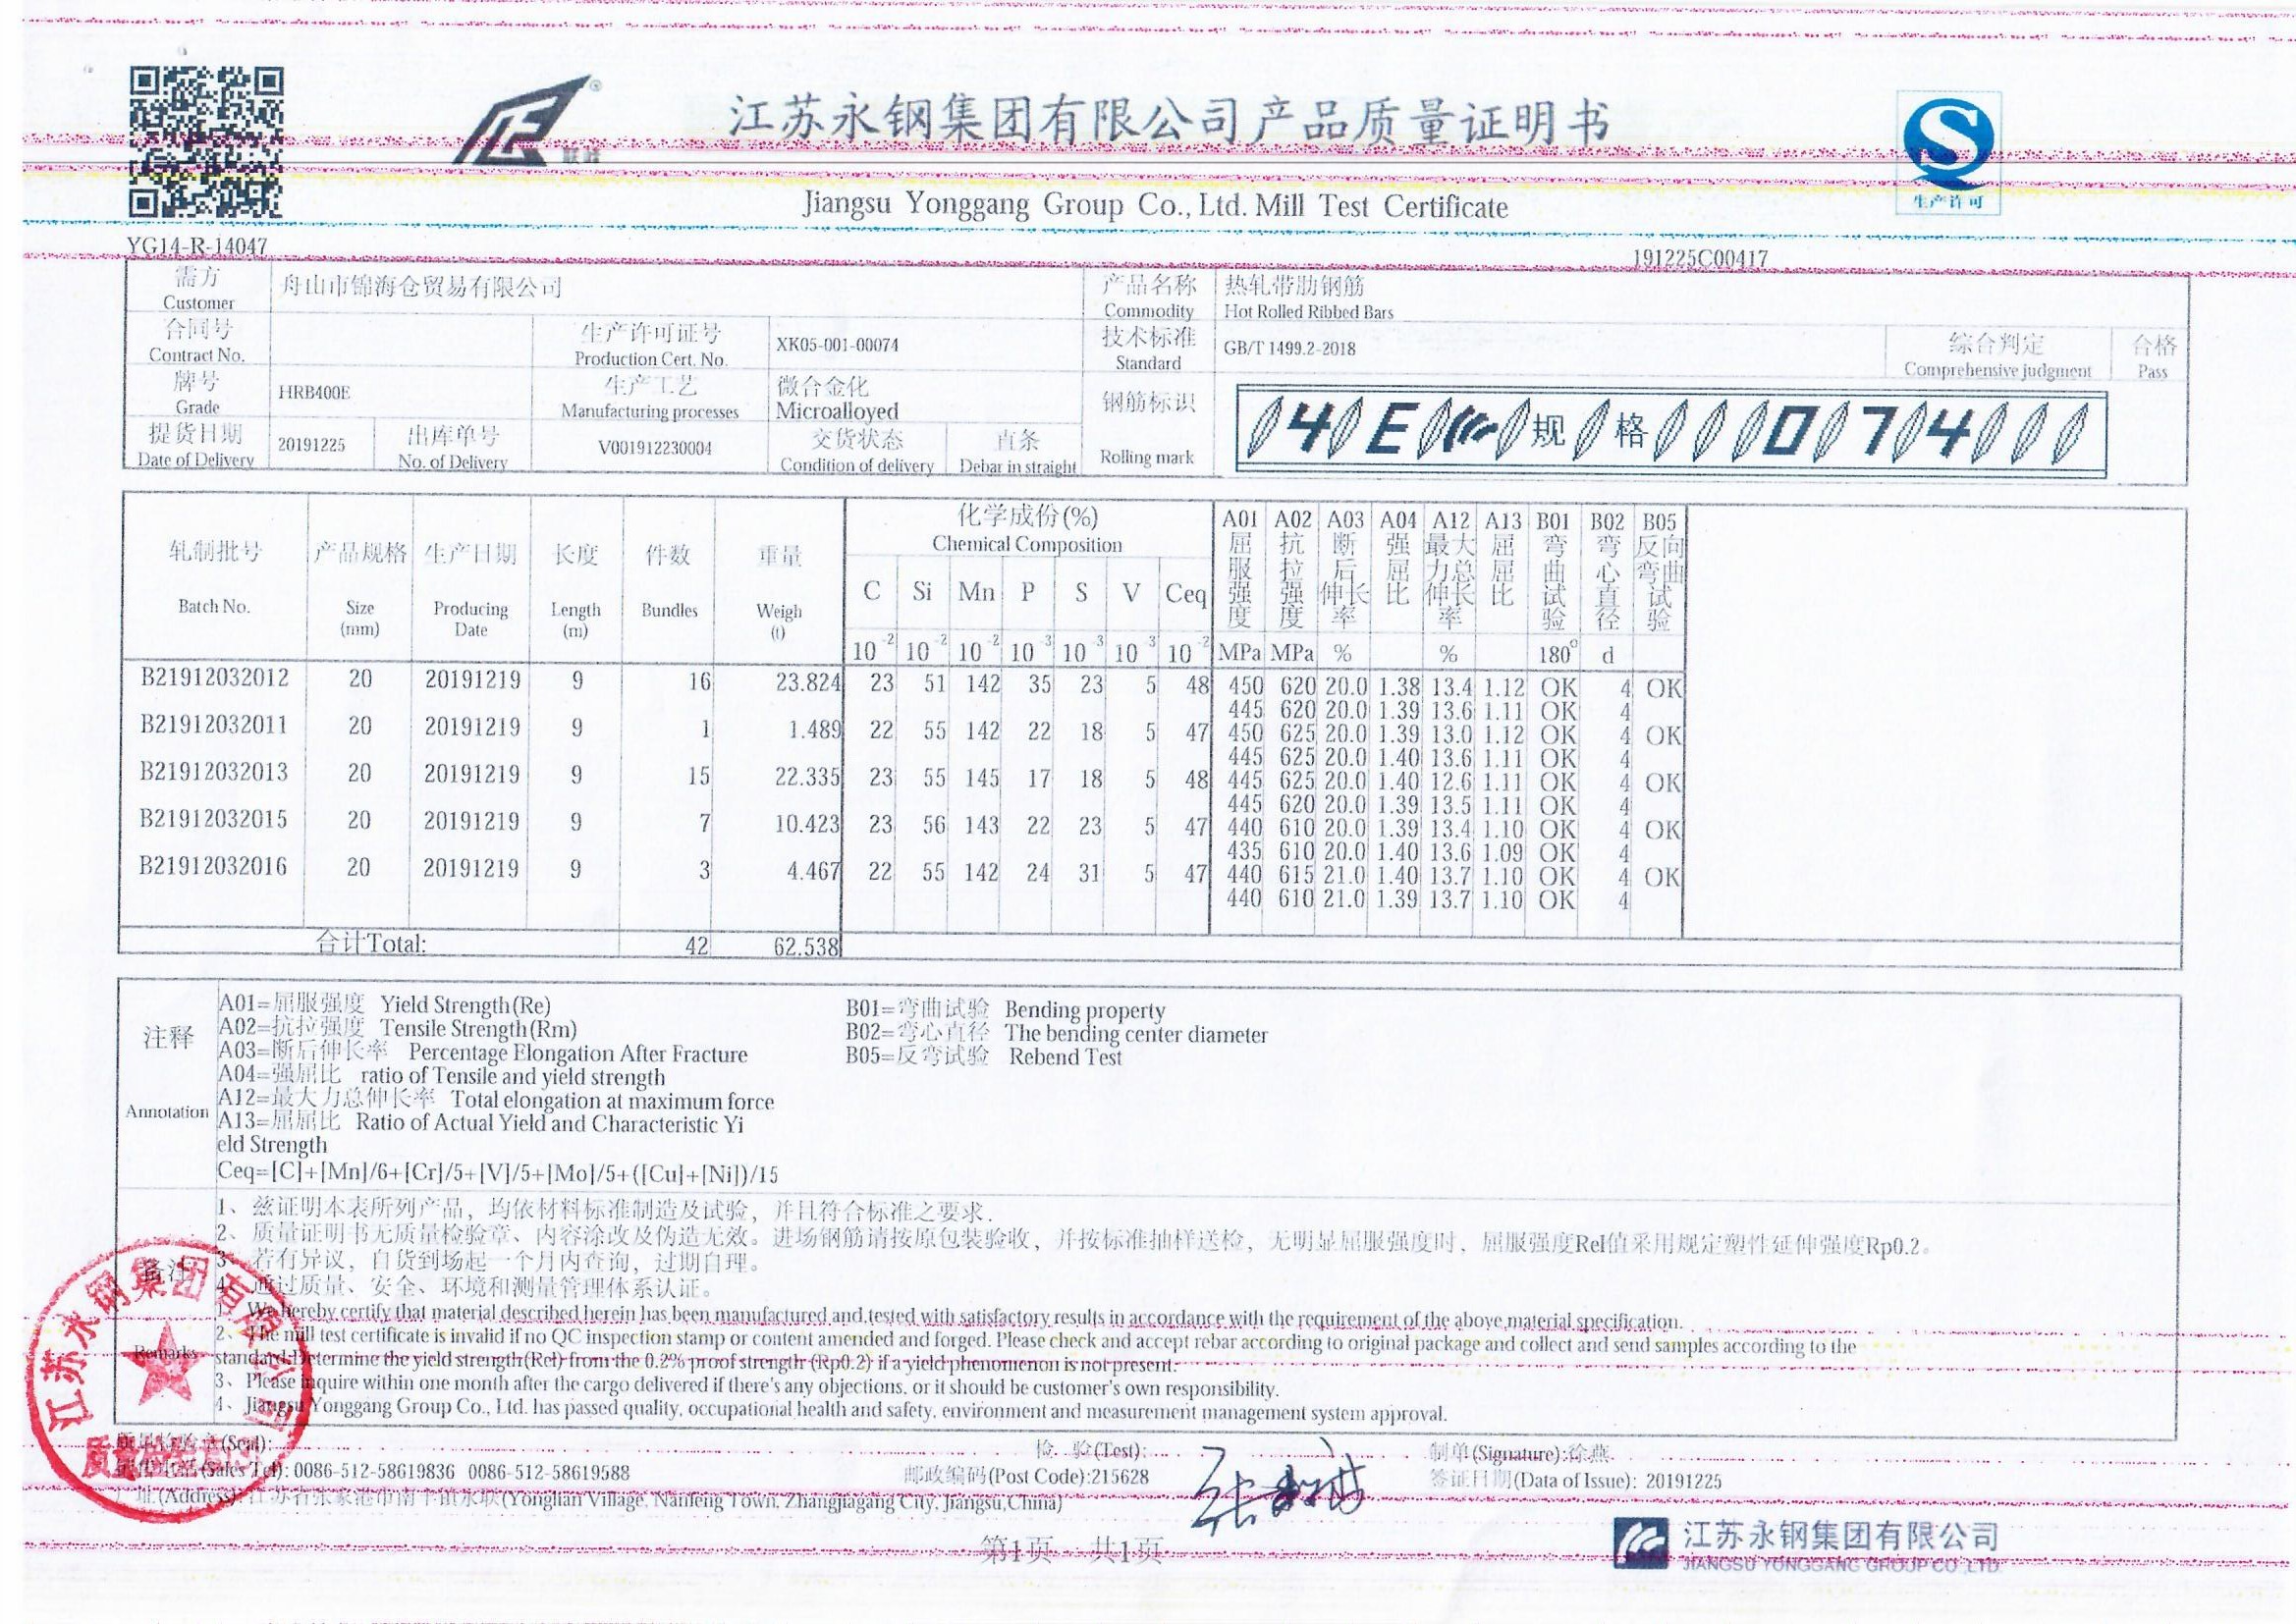 江苏永钢集团有限公司产品质量证明书
Jiangsu Yonggang Group Co., Ltd. Mill Test Certificate
生产许可
YG14-R-14047
191225C00417
需方 Customer 舟山市锦海仓贸易有限公司 产品名称 Commodity 热轧带肋钢筋 Hot Rolled Ribbed Bars
合同号 Contract No. 生产许可证号 Production Cert. No. XK05-001-00074 技术标准 Standard GB/T 1499.2-2018 综合判定 Comprehensive judgment 合格 Pass
牌号 Grade HRB400E 生产工艺 Manufacturing processes 微合金化 Microalloyed 钢筋标识 Rolling mark 4 E 规 格 0 7 4
提货日期 Date of Delivery 20191225 出库单号 No. of Delivery V001912230004 交货状态 Condition of delivery 直条 Debar in straight
轧制批号 Batch No. 产品规格 Size (mm) 生产日期 Producing Date 长度 Length (m) 件数 Bundles 重量 Weigh (t) 化学成份(%) Chemical Composition A01 屈服强度 A02 抗拉强度 A03 断后伸长率 A04 强屈比 A12 最大力总伸长率 A13 屈屈比 B01 弯曲试验 B02 弯心直径 B05 反向弯曲试验
C Si Mn P S V Ceq
10-2 10-2 10-2 10-3 10-3 10-3 10-2 MPa MPa % % 180° d
B21912032012 20 20191219 9 16 23.824 23 51 142 35 23 5 48 450 620 20.0 1.38 13.4 1.12 OK 4 OK
445 620 20.0 1.39 13.6 1.11 OK 4
B21912032011 20 20191219 9 1 1.489 22 55 142 22 18 5 47 450 625 20.0 1.39 13.0 1.12 OK 4 OK
445 625 20.0 1.40 13.6 1.11 OK 4
B21912032013 20 20191219 9 15 22.335 23 55 145 17 18 5 48 445 625 20.0 1.40 12.6 1.11 OK 4 OK
445 620 20.0 1.39 13.5 1.11 OK 4
B21912032015 20 20191219 9 7 10.423 23 56 143 22 23 5 47 440 610 20.0 1.39 13.4 1.10 OK 4 OK
435 610 20.0 1.40 13.6 1.09 OK 4
B21912032016 20 20191219 9 3 4.467 22 55 142 24 31 5 47 440 615 21.0 1.40 13.7 1.10 OK 4 OK
440 610 21.0 1.39 13.7 1.10 OK 4
合计Total: 42 62.538
注释 Annotation
A01=屈服强度 Yield Strength(Re) B01=弯曲试验 Bending property
A02=抗拉强度 Tensile Strength(Rm) B02=弯心直径 The bending center diameter
A03=断后伸长率 Percentage Elongation After Fracture B05=反弯试验 Rebend Test
A04=强屈比 ratio of Tensile and yield strength
A12=最大力总伸长率 Total elongation at maximum force
A13=屈屈比 Ratio of Actual Yield and Characteristic Yi
eld Strength
Ceq=[C]+[Mn]/6+[Cr]/5+[V]/5+[Mo]/5+([Cu]+[Ni])/15
备注 Remarks
1、兹证明本表所列产品，均依材料标准制造及试验，并且符合标准之要求.
2、质量证明书无质量检验章、内容涂改及伪造无效。进场钢筋请按原包装验收，并按标准抽样送检，无明显屈服强度时，屈服强度Rel值采用规定塑性延伸强度Rp0.2。
3、若有异议，自货到场起一个月内查询，过期自理。
4、通过质量、安全、环境和测量管理体系认证。
1、We hereby certify that material described herein has been manufactured and tested with satisfactory results in accordance with the requirement of the above material specification.
2、The mill test certificate is invalid if no QC inspection stamp or content amended and forged. Please check and accept rebar according to original package and collect and send samples according to the
standard.Determine the yield strength(Rel) from the 0.2% proof strength (Rp0.2) if a yield phenomenon is not present.
3、Please inquire within one month after the cargo delivered if there's any objections, or it should be customer's own responsibility.
4、Jiangsu Yonggang Group Co., Ltd. has passed quality, occupational health and safety, environment and measurement management system approval.
江苏永钢集团有限公司
质量检验章(Seal): 检 验(Test): 制单(Signature):徐燕
销售电话(Sales Tel): 0086-512-58619836 0086-512-58619588 邮政编码(Post Code):215628 签证日期(Data of Issue): 20191225
地址(Address): 江苏省张家港市南丰镇永联(Yonglian Village, Nanfeng Town, Zhangjiagang City, Jiangsu,China)
第1页 共1页
江苏永钢集团有限公司
JIANGSU YONGGANG GROUP CO.,LTD.